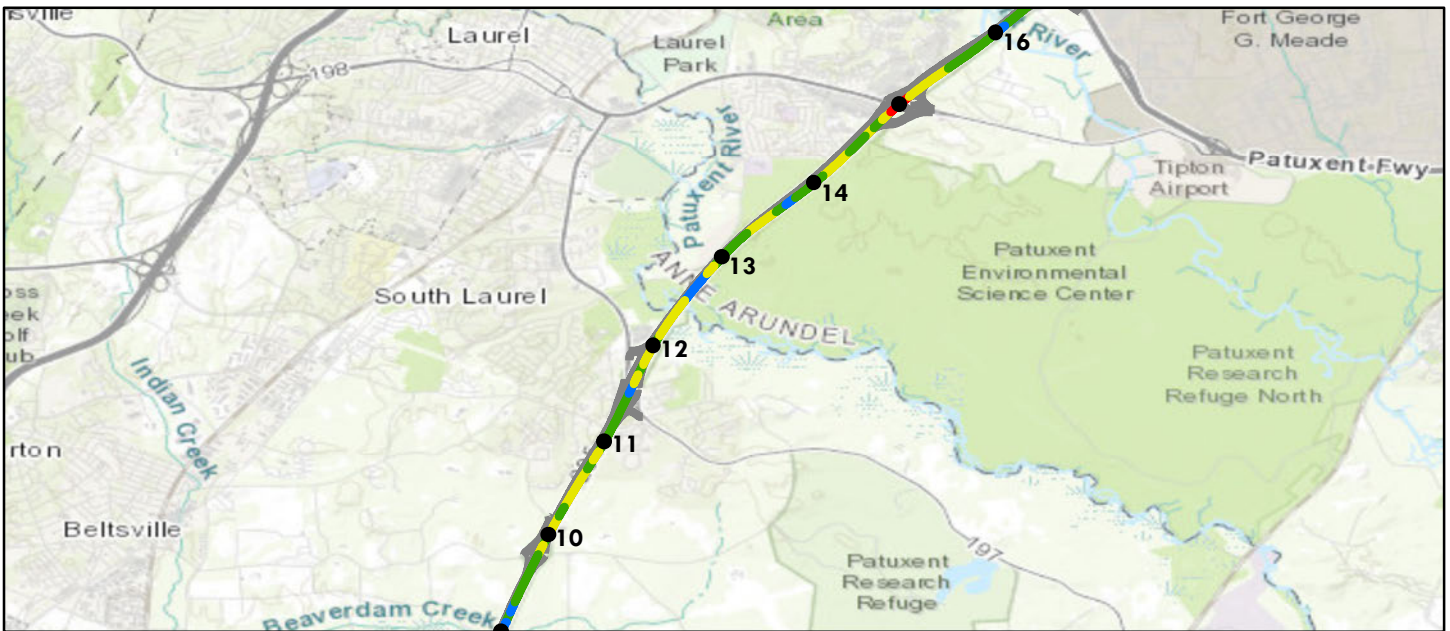 Area
Fort George
G. Meade
Laurel
Laurel
Park
16
River
198
Patuxent River
Patuxent Fwy
Tipton
Airport
14
Patuxent
Environmental
Science Center
13
ANNE ARUNDEL
South Laurel
12
Patuxent
Research
Refuge North
Indian Creek
11
10
Beltsville
197
Patuxent
Research
Refuge
Beaverdam Creek